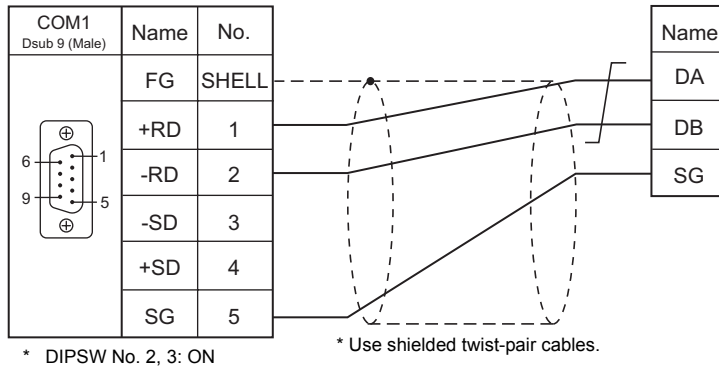 COM1
Dsub 9 (Male)
Name
No.
Name
FG
SHELL
DA
+RD
1
DB
-RD
2
SG
-SD
3
+SD
4
SG
5
6
1
9
5
* DIPSW No. 2, 3: ON
* Use shielded twist-pair cables.